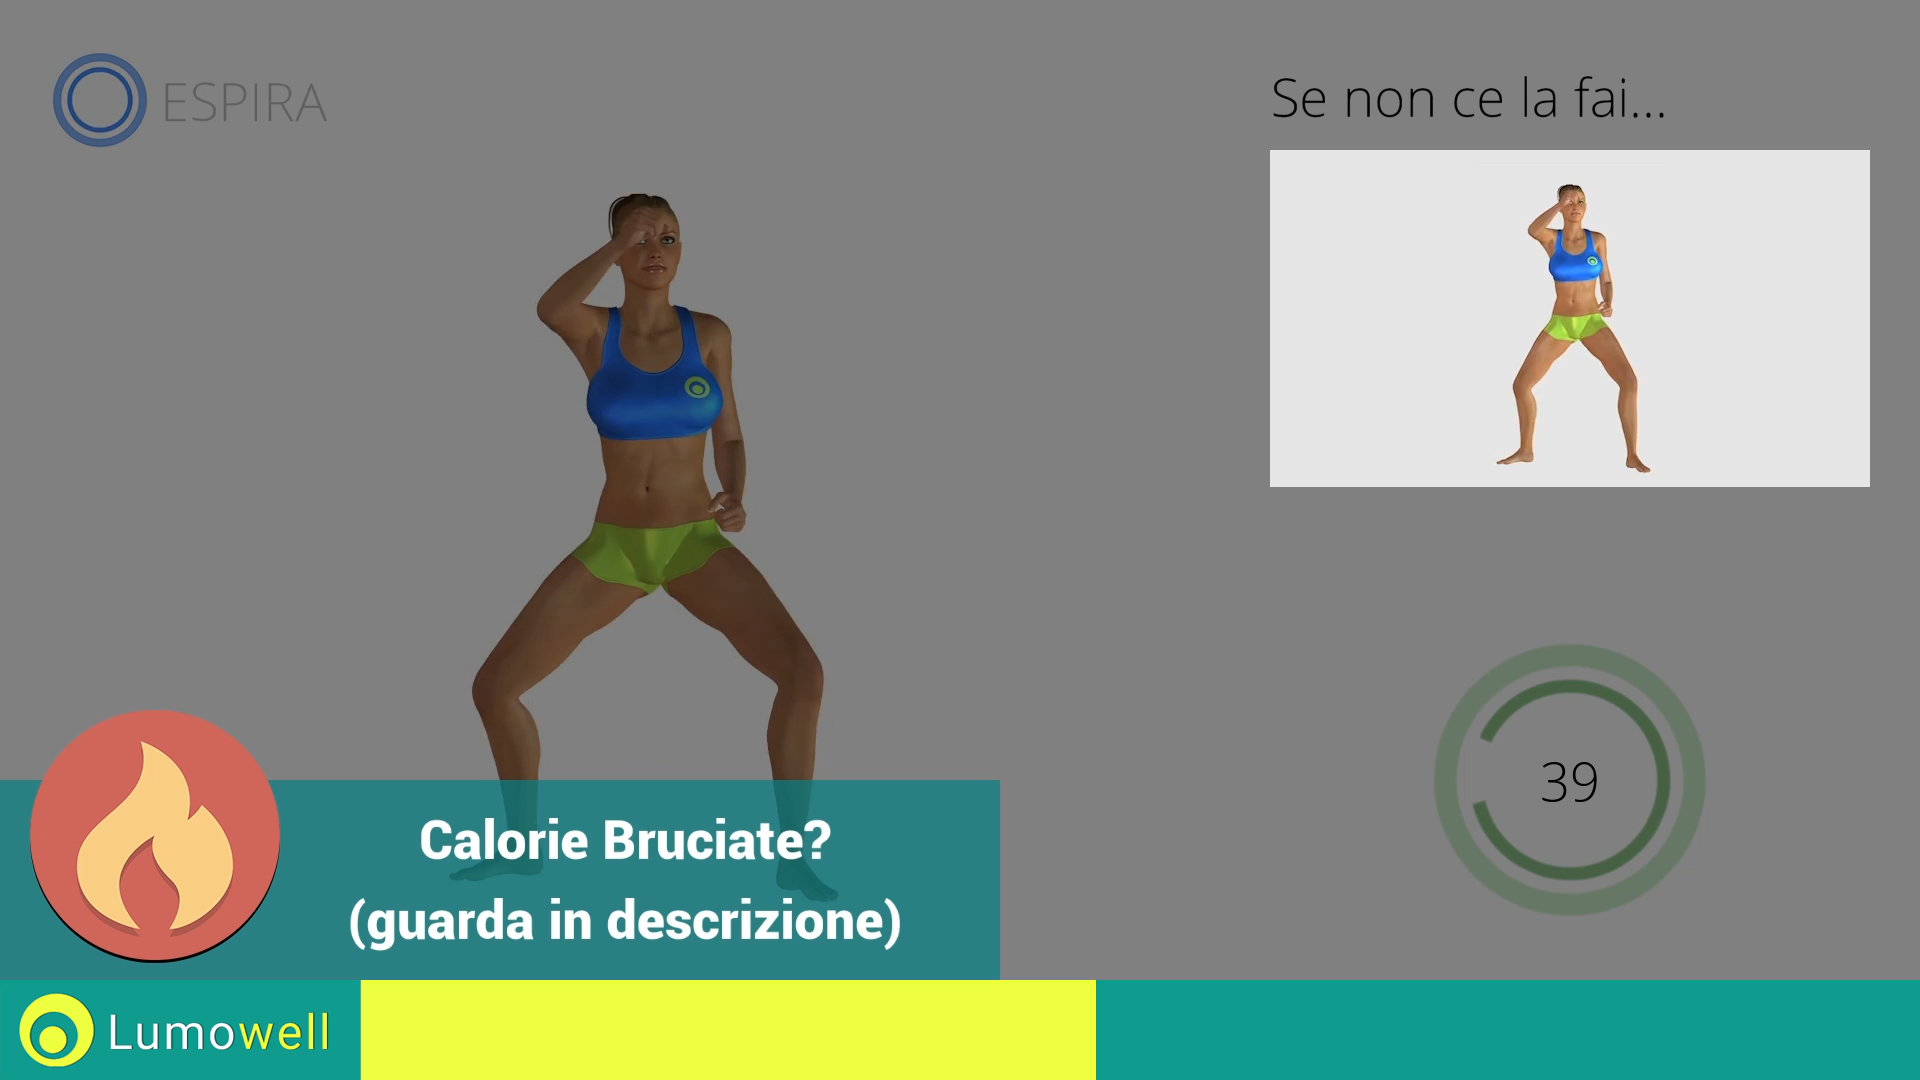 ESPIRA
Se non ce la fai...
39
Calorie Bruciate?
(guarda in descrizione)
Lumowell